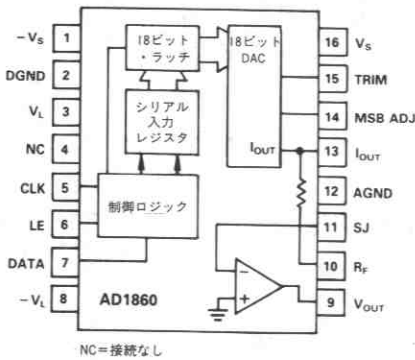 -VS 1
DGND 2
VL 3
NC 4
CLK 5
LE 6
DATA 7
-VL 8
18ビット
・ラッチ
シリアル
入力
レジスタ
制御ロジック
18ビット
DAC
IOUT
AD1860
16 VS
15 TRIM
14 MSB ADJ
13 IOUT
12 AGND
11 SJ
10 RF
9 VOUT
−
+
NC=接続なし